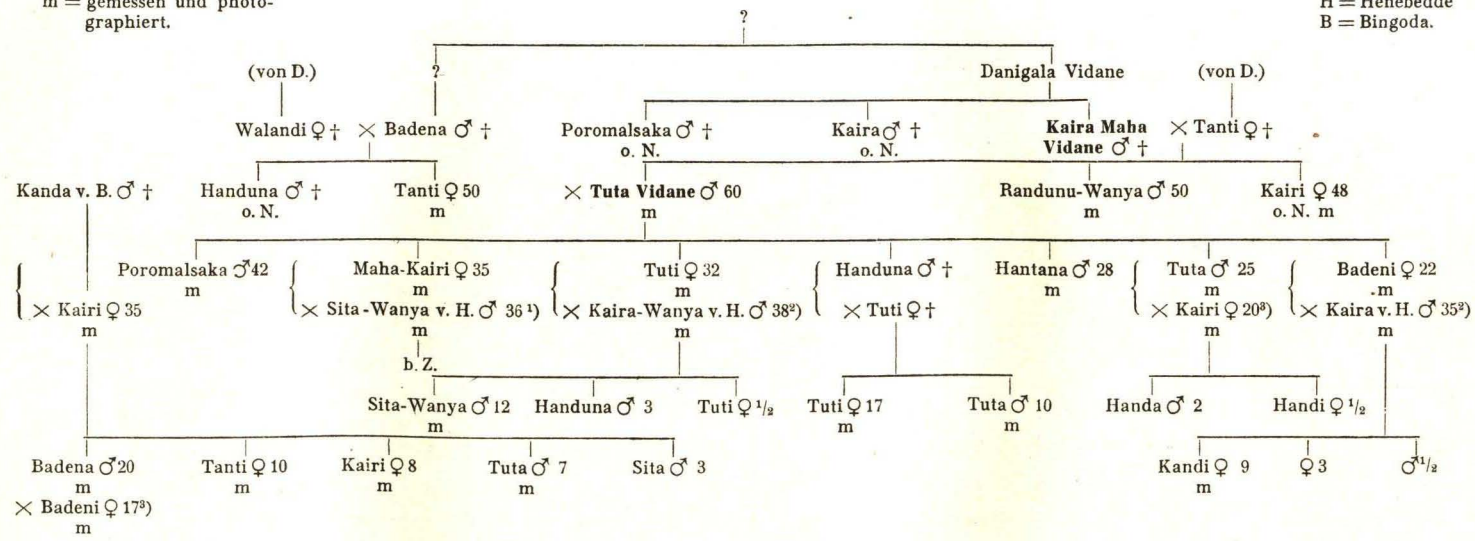 m = gemessen und photo-
graphiert.
H = Henebedde
B = Bingoda.
?
(von D.) ? Danigala Vidane (von D.)
Walandi ♀ † × Badena ♂ † Poromalsaka ♂ † Kaira ♂ † Kaira Maha × Tanti ♀ †
o. N. o. N. Vidane ♂ †
Kanda v. B. ♂ † Handuna ♂ † Tanti ♀ 50 × Tuta Vidane ♂ 60 Randunu-Wanya ♂ 50 Kairi ♀ 48
o. N. m m m o. N. m
Poromalsaka ♂ 42 Maha-Kairi ♀ 35 Tuti ♀ 32 Handuna ♂ † Hantana ♂ 28 Tuta ♂ 25 Badeni ♀ 22
m m m m m m
× Kairi ♀ 35 × Sita-Wanya v. H. ♂ 36¹) × Kaira-Wanya v. H. ♂ 38²) × Tuti ♀ † × Kairi ♀ 20³) × Kaira v. H. ♂ 35²)
m m m m m
b. Z.
Sita-Wanya ♂ 12 Handuna ♂ 3 Tuti ♀ ½ Tuti ♀ 17 Tuta ♂ 10 Handa ♂ 2 Handi ♀ ½
m m m
Badena ♂ 20 Tanti ♀ 10 Kairi ♀ 8 Tuta ♂ 7 Sita ♂ 3 Kandi ♀ 9 ♀ 3 ♂ ½
m m m m m
× Badeni ♀ 17³)
m